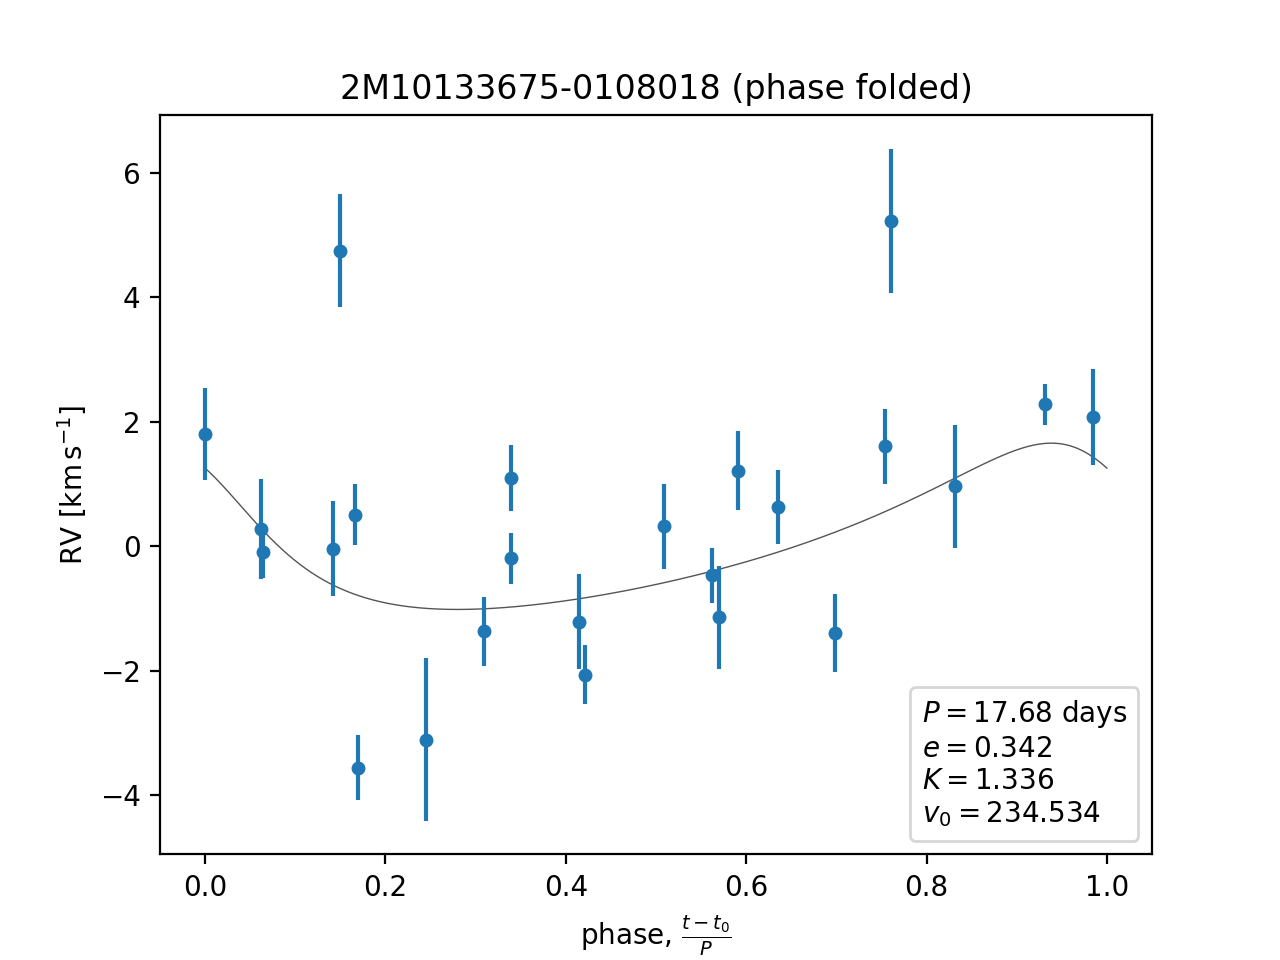 2M10133675-0108018 (phase folded)
RV [km s⁻¹]
6
4
2
0
−2
−4
0.0 0.2 0.4 0.6 0.8 1.0
phase, (t − t₀)/P
P = 17.68 days
e = 0.342
K = 1.336
v₀ = 234.534